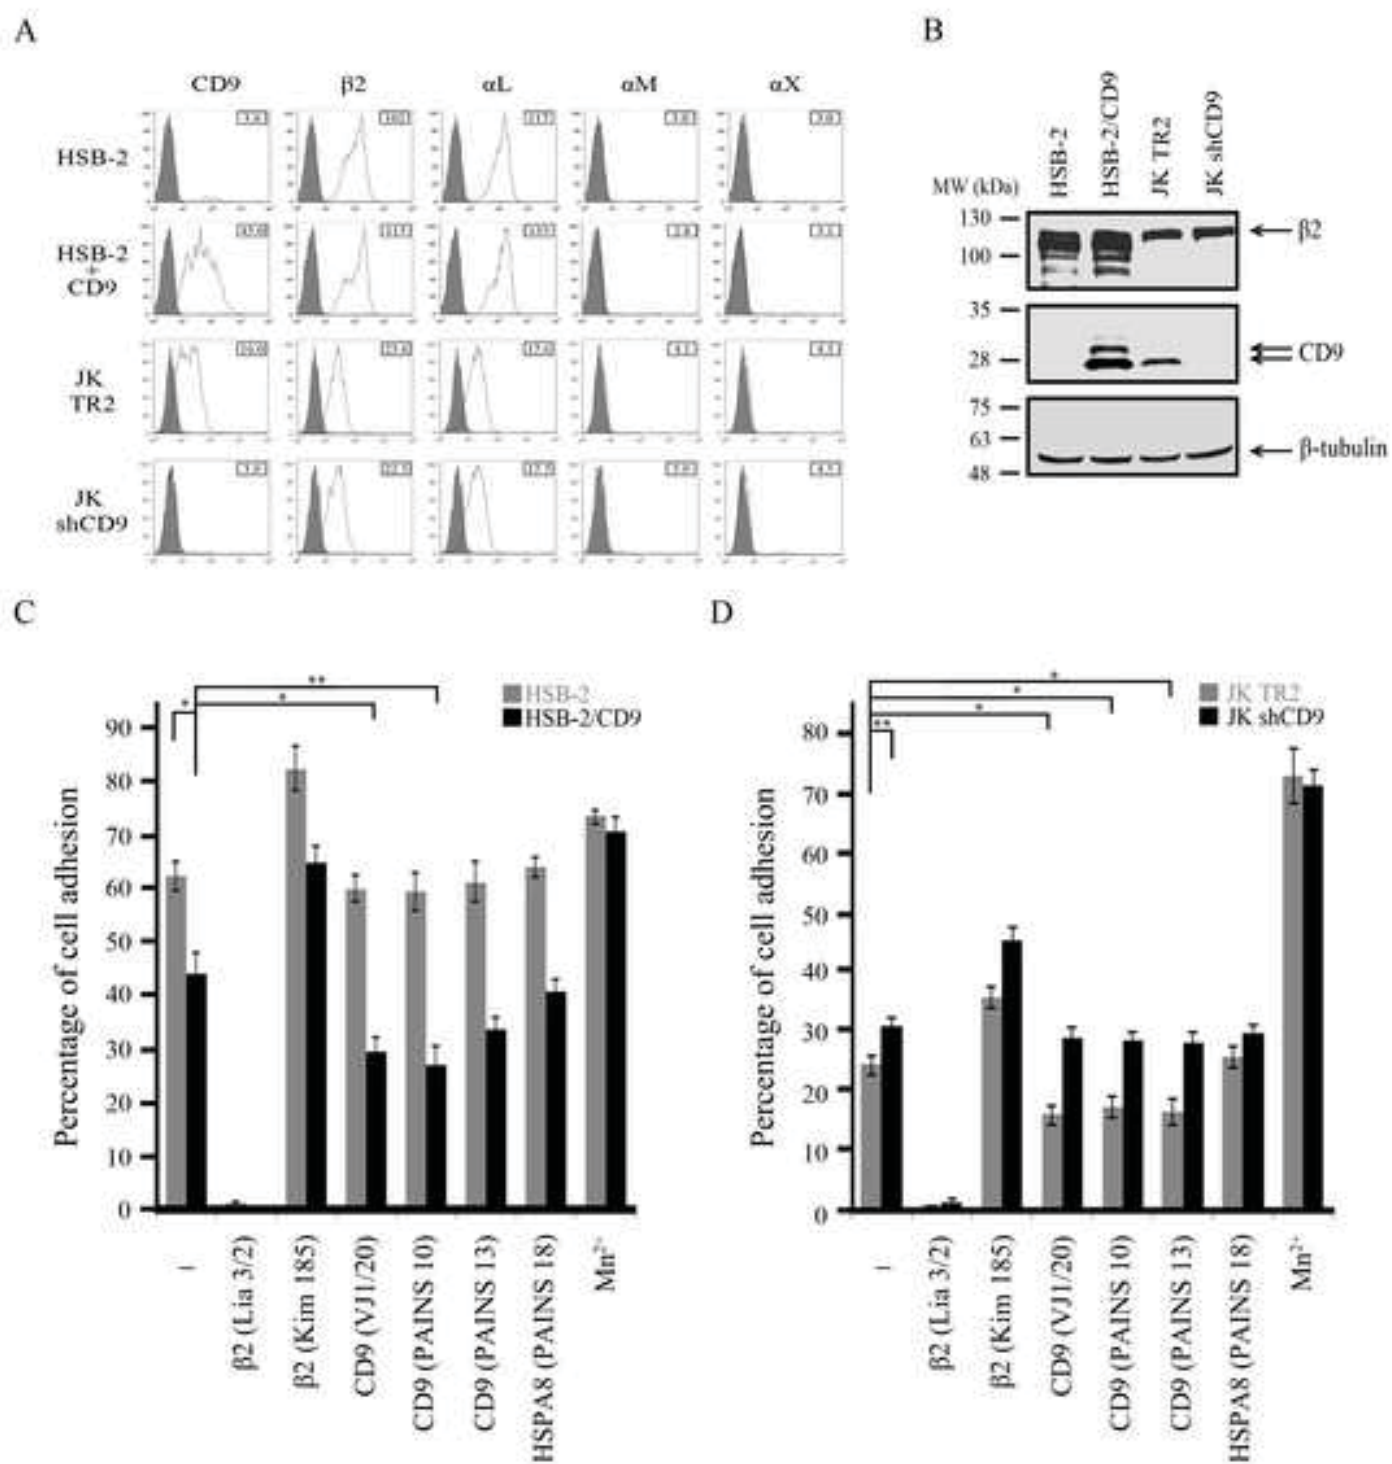 A
CD9 β2 αL αM αX
HSB-2
HSB-2
+
CD9
JK
TR2
JK
shCD9
B
HSB-2
HSB-2/CD9
JK TR2
JK shCD9
MW (kDa)
130
100
β2
35
28
CD9
75
63
48
β-tubulin
C
** 
*
*
HSB-2
HSB-2/CD9
Percentage of cell adhesion
90
80
70
60
50
40
30
20
10
0
–
β2 (Lia 3/2)
β2 (Kim 185)
CD9 (VJ1/20)
CD9 (PAINS 10)
CD9 (PAINS 13)
HSPA8 (PAINS 18)
Mn²⁺
D
*
*
*
**
JK TR2
JK shCD9
Percentage of cell adhesion
80
70
60
50
40
30
20
10
0
–
β2 (Lia 3/2)
β2 (Kim 185)
CD9 (VJ1/20)
CD9 (PAINS 10)
CD9 (PAINS 13)
HSPA8 (PAINS 18)
Mn²⁺